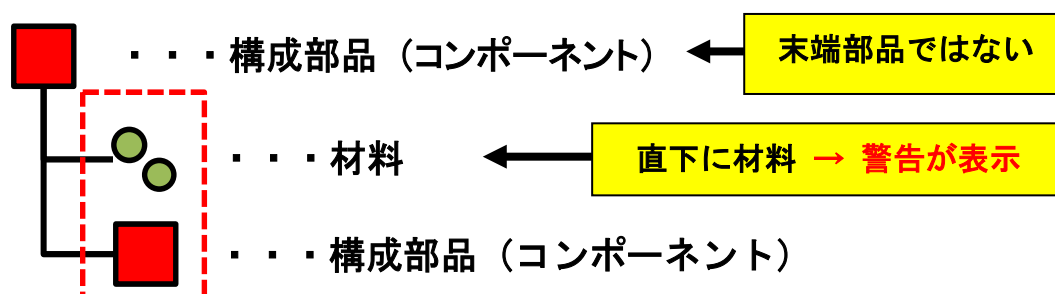 ・・・構成部品（コンポーネント）
末端部品ではない
・・・材料
直下に材料 → 警告が表示
・・・構成部品（コンポーネント）